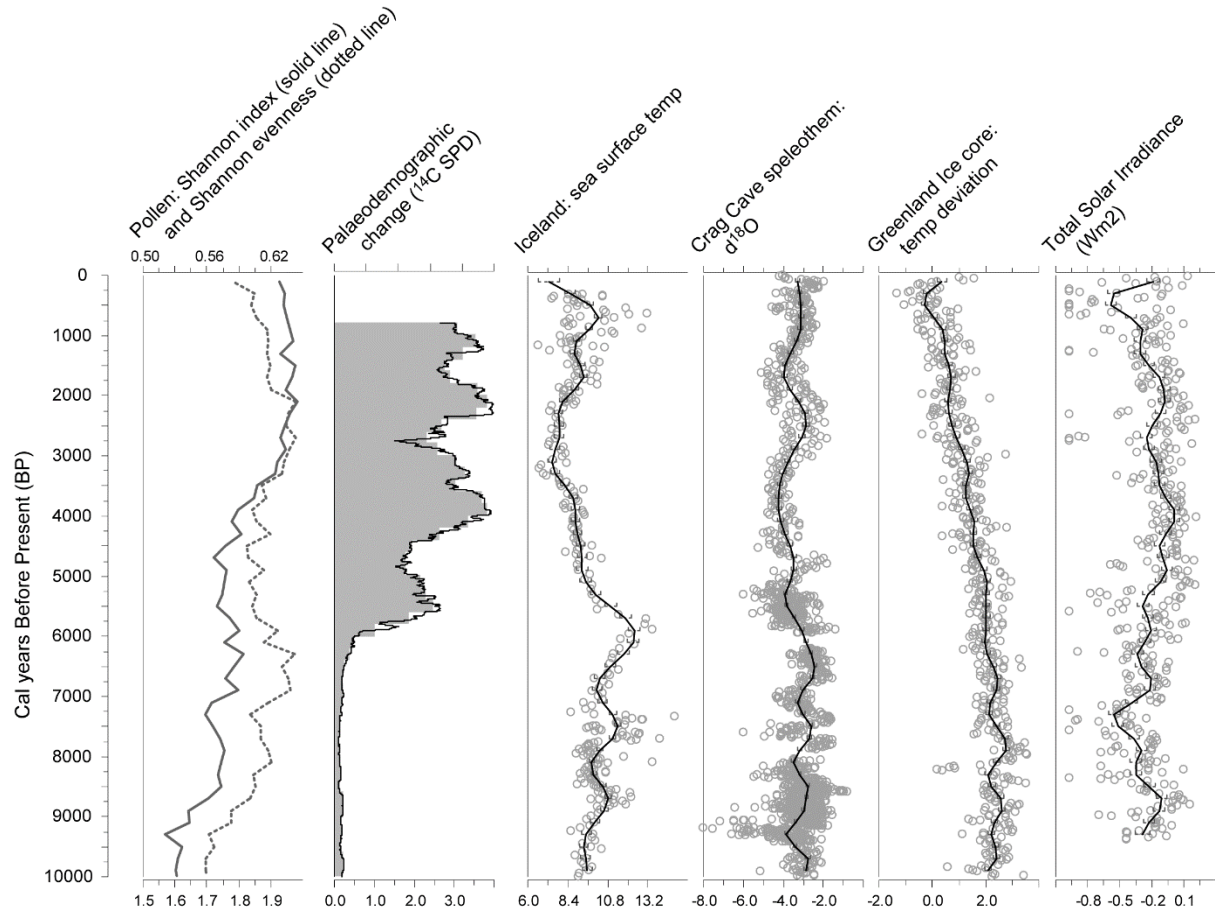 Pollen: Shannon index (solid line)
and Shannon evenness (dotted line)
Palaeodemographic
change (¹⁴C SPD)
Iceland: sea surface temp
Crag Cave speleothem:
d¹⁸O
Greenland Ice core:
temp deviation
Total Solar Irradiance
(Wm2)
0.50 0.56 0.62
Cal years Before Present (BP)
0
1000
2000
3000
4000
5000
6000
7000
8000
9000
10000
1.5 1.6 1.7 1.8 1.9
0.0 1.0 2.0 3.0
6.0 8.4 10.8 13.2
-8.0 -6.0 -4.0 -2.0
-2.0 0.0 2.0
-0.8 -0.5 -0.2 0.1